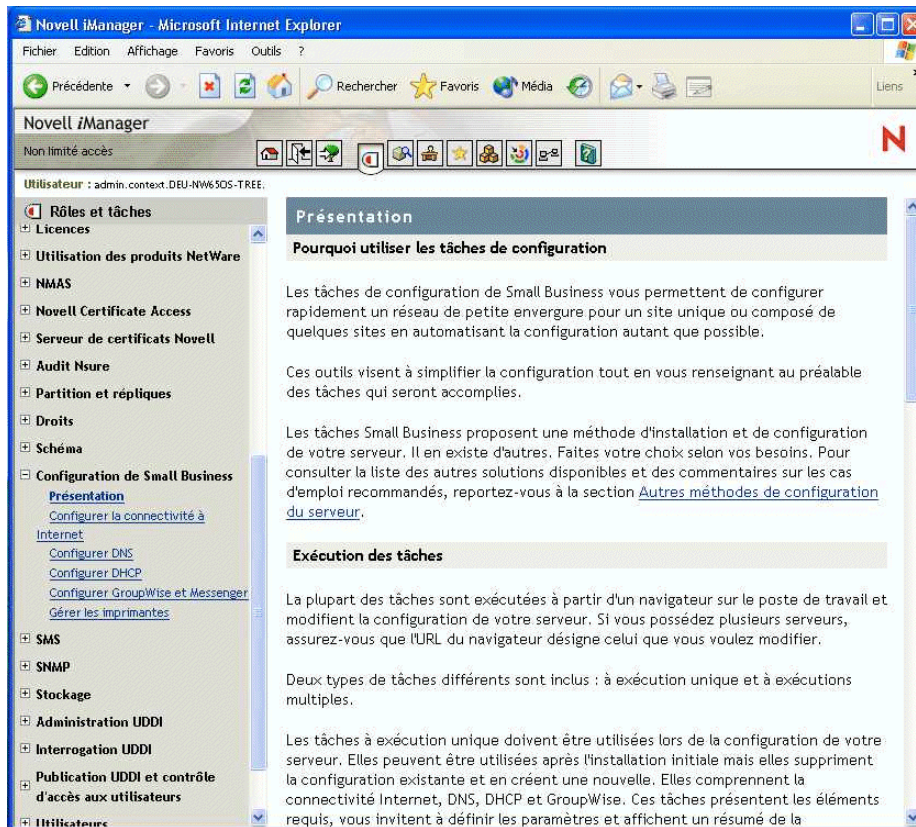 Novell iManager - Microsoft Internet Explorer
Fichier Edition Affichage Favoris Outils ?
Précédente Rechercher Favoris Média Liens
Novell iManager
Non limité accès
N
Utilisateur : admin.context.DEU-NW65OS-TREE.
Rôles et tâches
Licences
Utilisation des produits NetWare
NMAS
Novell Certificate Access
Serveur de certificats Novell
Audit Nsure
Partition et répliques
Droits
Schéma
Configuration de Small Business
Présentation
Configurer la connectivité à
Internet
Configurer DNS
Configurer DHCP
Configurer GroupWise et Messenger
Gérer les imprimantes
SMS
SNMP
Stockage
Administration UDDI
Interrogation UDDI
Publication UDDI et contrôle
d'accès aux utilisateurs
Utilisateurs
Présentation
Pourquoi utiliser les tâches de configuration
Les tâches de configuration de Small Business vous permettent de configurer
rapidement un réseau de petite envergure pour un site unique ou composé de
quelques sites en automatisant la configuration autant que possible.
Ces outils visent à simplifier la configuration tout en vous renseignant au préalable
des tâches qui seront accomplies.
Les tâches Small Business proposent une méthode d'installation et de configuration
de votre serveur. Il en existe d'autres. Faites votre choix selon vos besoins. Pour
consulter la liste des autres solutions disponibles et des commentaires sur les cas
d'emploi recommandés, reportez-vous à la section Autres méthodes de configuration
du serveur.
Exécution des tâches
La plupart des tâches sont exécutées à partir d'un navigateur sur le poste de travail et
modifient la configuration de votre serveur. Si vous possédez plusieurs serveurs,
assurez-vous que l'URL du navigateur désigne celui que vous voulez modifier.
Deux types de tâches différents sont inclus : à exécution unique et à exécutions
multiples.
Les tâches à exécution unique doivent être utilisées lors de la configuration de votre
serveur. Elles peuvent être utilisées après l'installation initiale mais elles suppriment
la configuration existante et en créent une nouvelle. Elles comprennent la
connectivité Internet, DNS, DHCP et GroupWise. Ces tâches présentent les éléments
requis, vous invitent à définir les paramètres et affichent un résumé de la